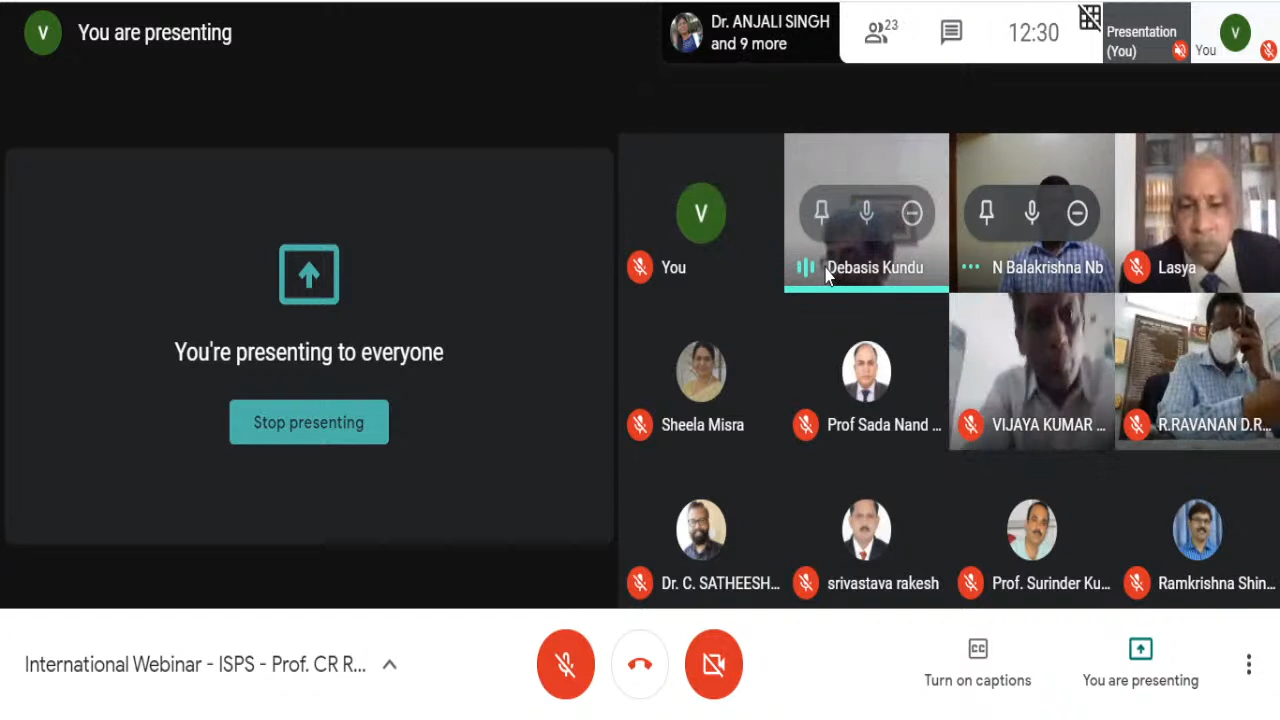 V
You are presenting
Dr. ANJALI SINGH
and 9 more
23
12:30
Presentation
(You)
You
V
You're presenting to everyone
Stop presenting
V
You
Debasis Kundu
N Balakrishna Nb
Lasya
Sheela Misra
Prof Sada Nand ...
VIJAYA KUMAR ...
R.RAVANAN D.R...
Dr. C. SATHEESH...
srivastava rakesh
Prof. Surinder Ku...
Ramkrishna Shin...
International Webinar - ISPS - Prof. CR R...
CC
Turn on captions
You are presenting